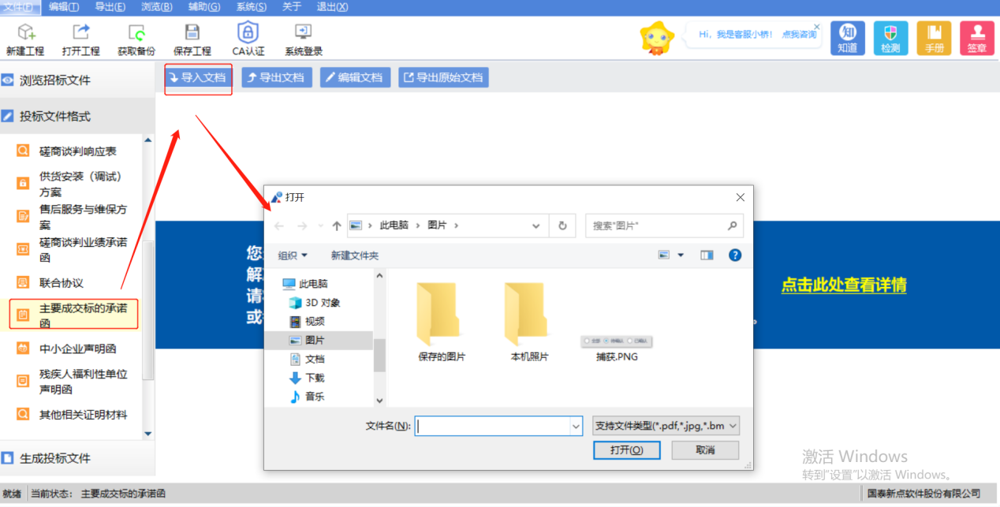 文件(F) 编辑(T) 导出(E) 浏览(B) 辅助(G) 系统(S) 关于 退出(X)
新建工程 打开工程 获取备份 保存工程 CA认证 系统登录
Hi，我是客服小桥! 点我咨询
知
知道 检测 手册 签章
浏览招标文件
投标文件格式
导入文档 导出文档 编辑文档 导出原始文档
磋商谈判响应表
供货安装（调试）
方案
售后服务与维保方
案
磋商谈判业绩承诺
函
联合协议
主要成交标的承诺
函
中小企业声明函
残疾人福利性单位
声明函
其他相关证明材料
生成投标文件
您
解
请
或
点击此处查看详情
打开
此电脑 图片
搜索"图片"
组织 新建文件夹
此电脑
3D 对象
视频
图片
文档
下载
音乐
保存的图片 本机照片 捕获.PNG
文件名(N): 支持文件类型(*.pdf,*.jpg,*.bm
打开(O) 取消
激活 Windows
转到"设置"以激活 Windows。
就绪 当前状态： 主要成交标的承诺函 国泰新点软件股份有限公司